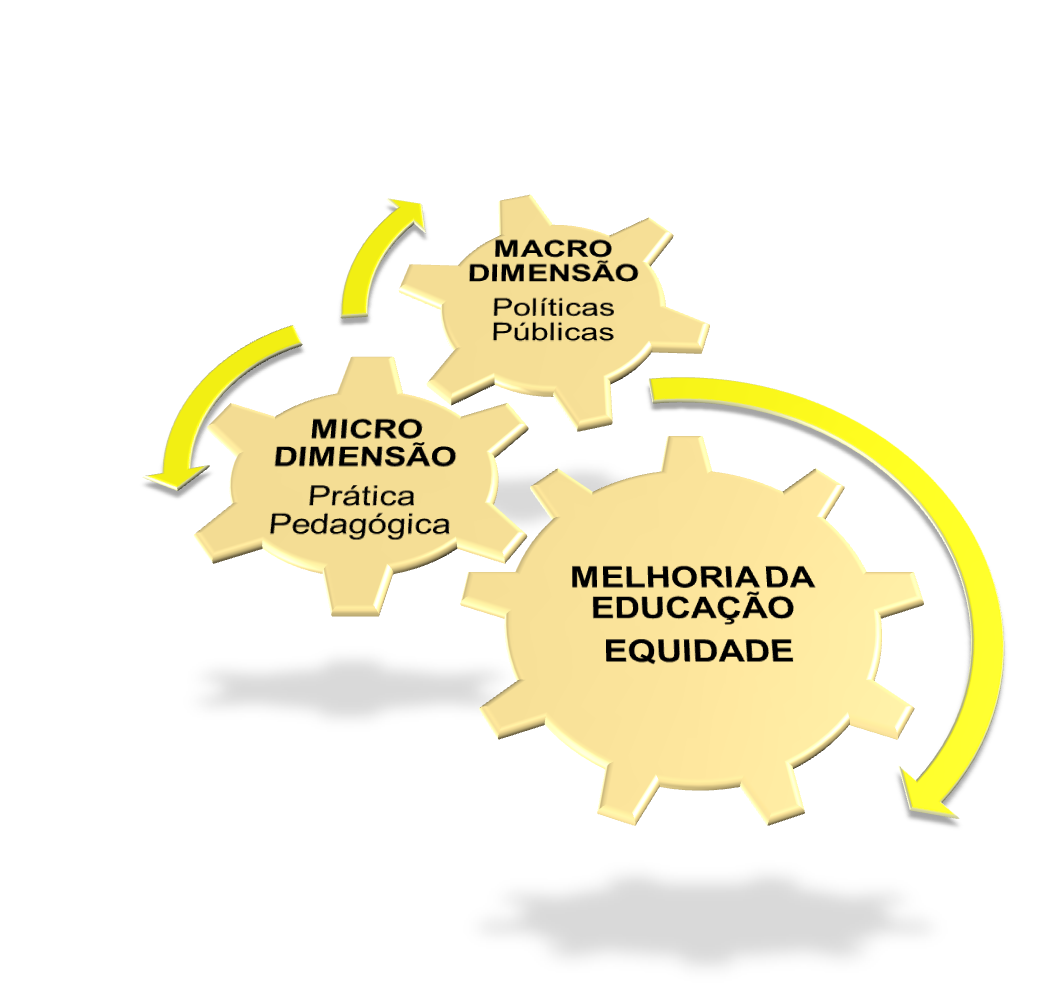 MACRO
DIMENSÃO
Políticas
Públicas
MICRO
DIMENSÃO
Prática
Pedagógica
MELHORIA DA
EDUCAÇÃO
EQUIDADE